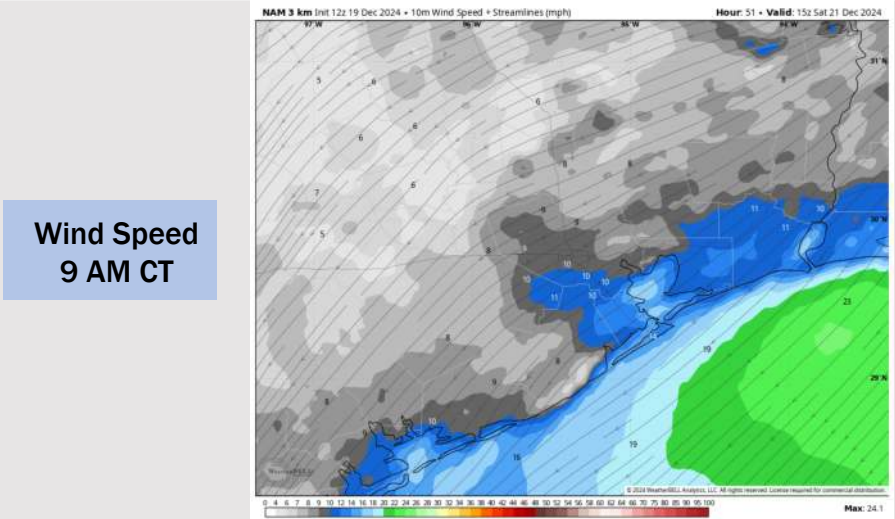 NAM 3 km Init 12z 19 Dec 2024 • 10m Wind Speed + Streamlines (mph)
Hour: 51 • Valid: 15z Sat 21 Dec 2024
97°W 96°W 95°W 94°W
31°N
5 6 8
6
6
6
8 6
6
7
9
11 10
30°N
5 9
11
8
10
10 10
10
11 10
23
8
19
8
29°N
9
8
10
19
16
Wind Speed
9 AM CT
WeatherBELL
© 2024 WeatherBELL Analytics, LLC. All rights reserved. License required for commercial distribution.
0 4 6 7 8 9 10 12 14 16 18 20 22 24 26 28 30 32 34 36 38 40 42 44 46 48 50 52 54 56 58 60 62 64 66 70 75 80 85 90 95 100
Max: 24.1